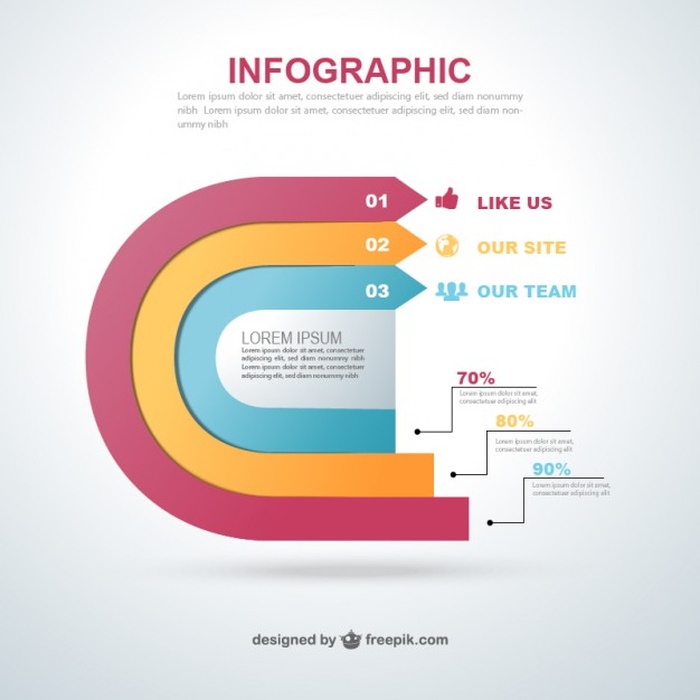 INFOGRAPHIC
Lorem ipsum dolor sit amet, consectetuer adipiscing elit, sed diam nonummy
nibh Lorem ipsum dolor sit amet, consectetuer adipiscing elit, sed diam non-
ummy nibh
01
LIKE US
02
OUR SITE
03
OUR TEAM
LOREM IPSUM
Lorem ipsum dolor sit amet, consectetuer
adipiscing elit, sed diam nonummy nibh
Lorem ipsum dolor sit amet, consectetuer
adipiscing elit, sed diam nonummy nibh
70%
Lorem ipsum dolor sit amet,
consectetuer adipiscing elit
80%
Lorem ipsum dolor sit amet,
consectetuer adipiscing elit
90%
Lorem ipsum dolor sit amet,
consectetuer adipiscing elit
designed by freepik.com